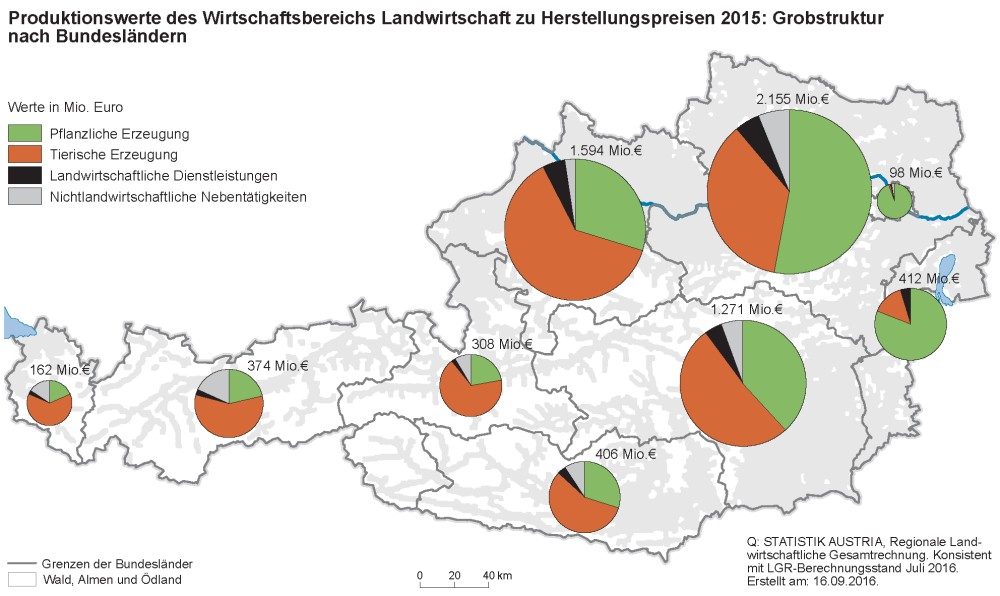 Produktionswerte des Wirtschaftsbereichs Landwirtschaft zu Herstellungspreisen 2015: Grobstruktur
nach Bundesländern
Werte in Mio. Euro
Pflanzliche Erzeugung
Tierische Erzeugung
Landwirtschaftliche Dienstleistungen
Nichtlandwirtschaftliche Nebentätigkeiten
2.155 Mio.€
1.594 Mio.€
98 Mio.€
412 Mio.€
1.271 Mio.€
308 Mio.€
374 Mio.€
162 Mio.€
406 Mio.€
Grenzen der Bundesländer
Wald, Almen und Ödland
0 20 40 km
Q: STATISTIK AUSTRIA, Regionale Land-
wirtschaftliche Gesamtrechnung. Konsistent
mit LGR-Berechnungsstand Juli 2016.
Erstellt am: 16.09.2016.